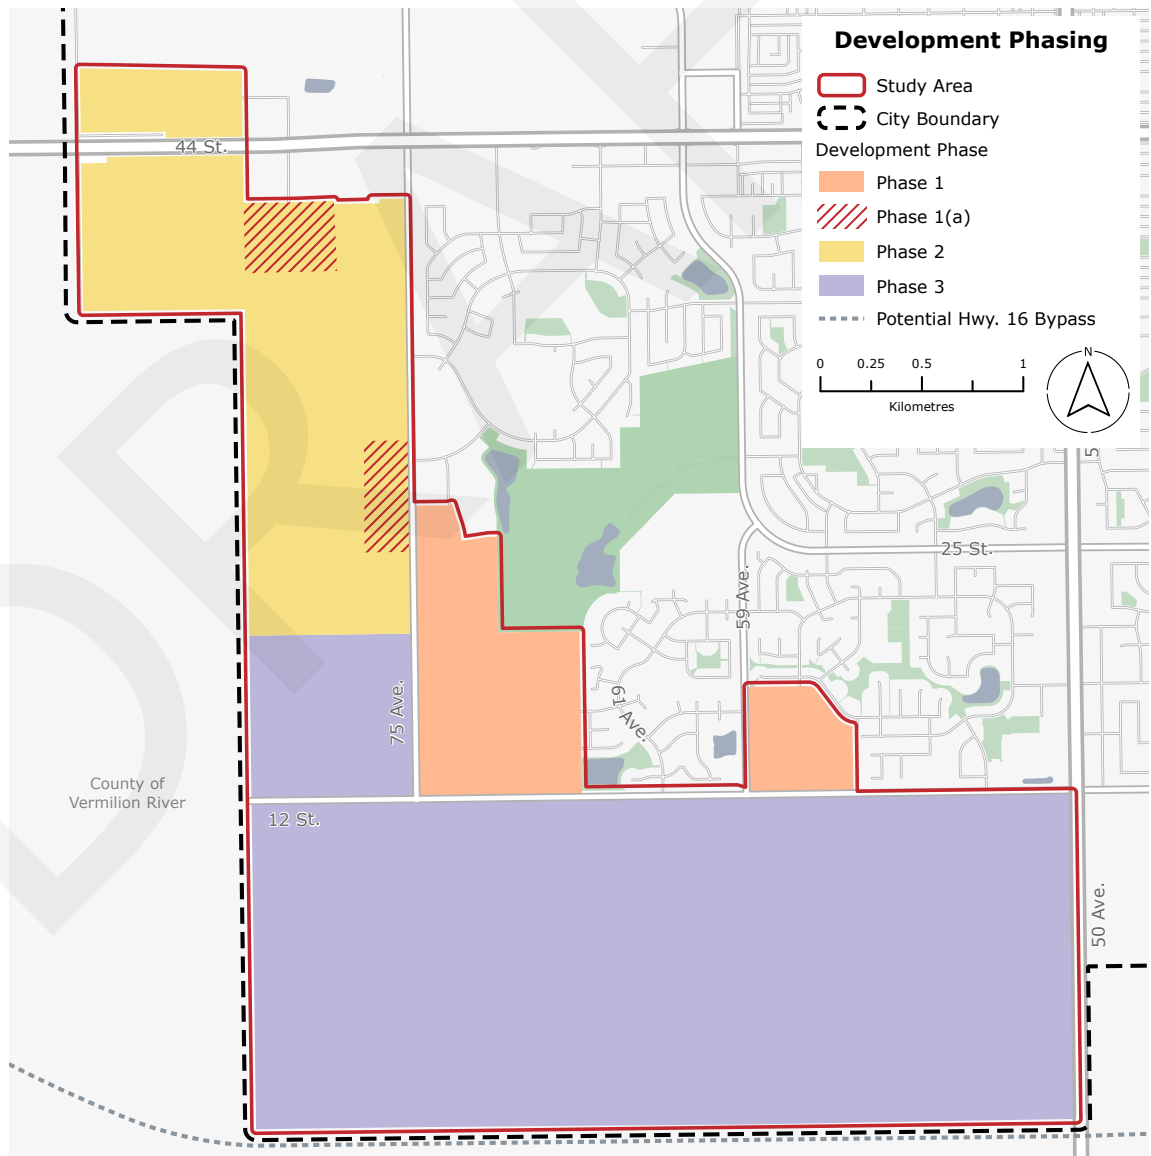 Development Phasing
Study Area
City Boundary
Development Phase
Phase 1
Phase 1(a)
Phase 2
Phase 3
Potential Hwy. 16 Bypass
0 0.25 0.5 1
Kilometres
N
44 St.
5
25 St.
59 Ave.
61 Ave.
75 Ave.
County of
Vermilion River
12 St.
50 Ave.
DRA